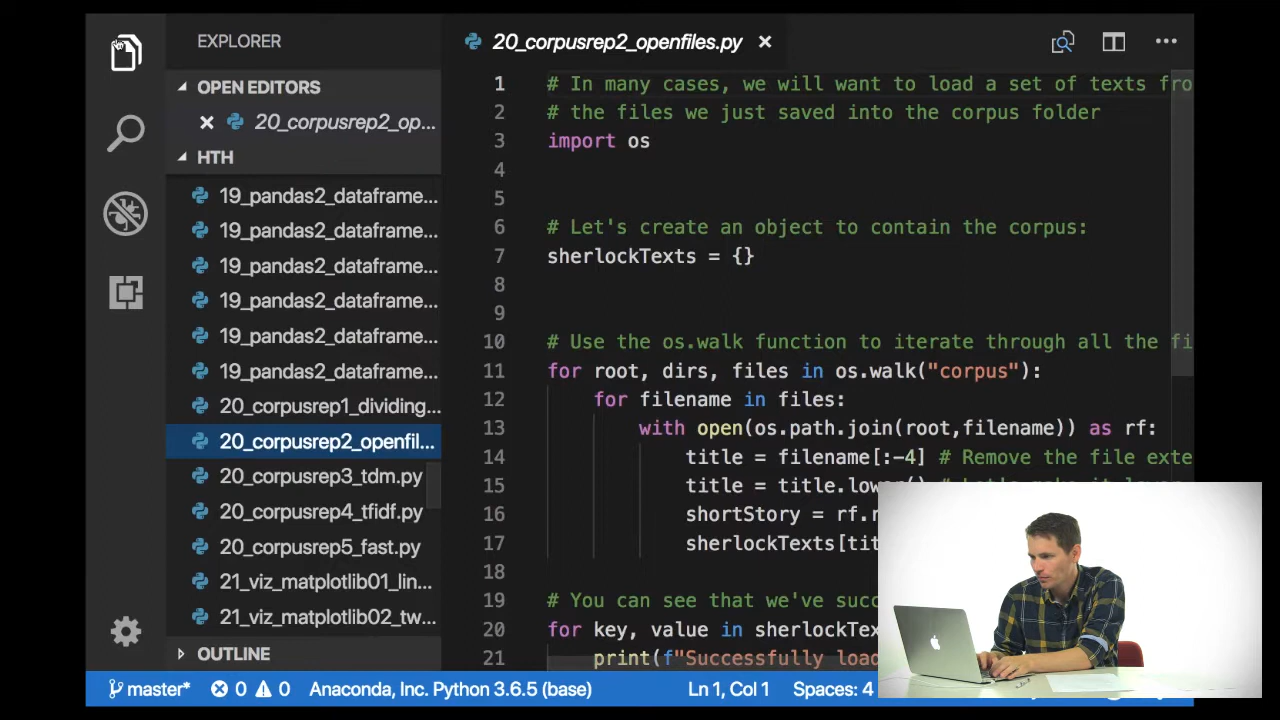 EXPLORER
OPEN EDITORS
20_corpusrep2_op...
HTH
19_pandas2_dataframe...
19_pandas2_dataframe...
19_pandas2_dataframe...
19_pandas2_dataframe...
19_pandas2_dataframe...
19_pandas2_dataframe...
20_corpusrep1_dividing...
20_corpusrep2_openfil...
20_corpusrep3_tdm.py
20_corpusrep4_tfidf.py
20_corpusrep5_fast.py
21_viz_matplotlib01_lin...
21_viz_matplotlib02_tw...
OUTLINE
20_corpusrep2_openfiles.py
1 # In many cases, we will want to load a set of texts fro
2 # the files we just saved into the corpus folder
3 import os
4
5
6 # Let's create an object to contain the corpus:
7 sherlockTexts = {}
8
9
10 # Use the os.walk function to iterate through all the fi
11 for root, dirs, files in os.walk("corpus"):
12 for filename in files:
13 with open(os.path.join(root,filename)) as rf:
14 title = filename[:-4] # Remove the file exte
15 title = title.lower()
16 shortStory = rf.r
17 sherlockTexts[tit
18
19 # You can see that we've succ
20 for key, value in sherlockTex
21 print(f"Successfully load
master* 0 0 Anaconda, Inc. Python 3.6.5 (base) Ln 1, Col 1 Spaces: 4